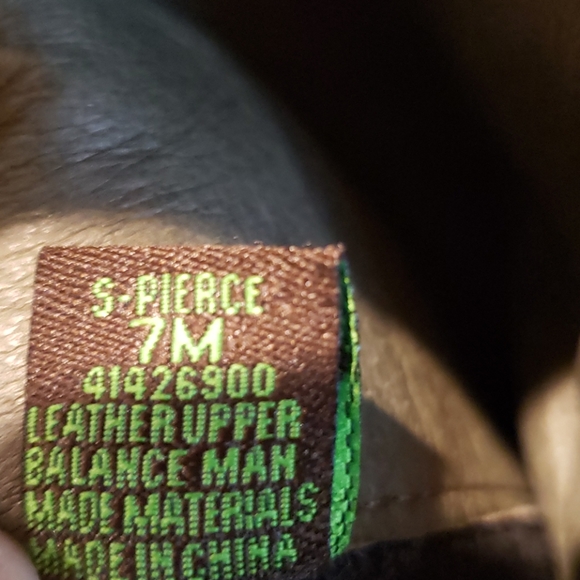 S-PIERCE
7M
41426900
LEATHER UPPER
BALANCE MAN
MADE MATERIALS
MADE IN CHINA